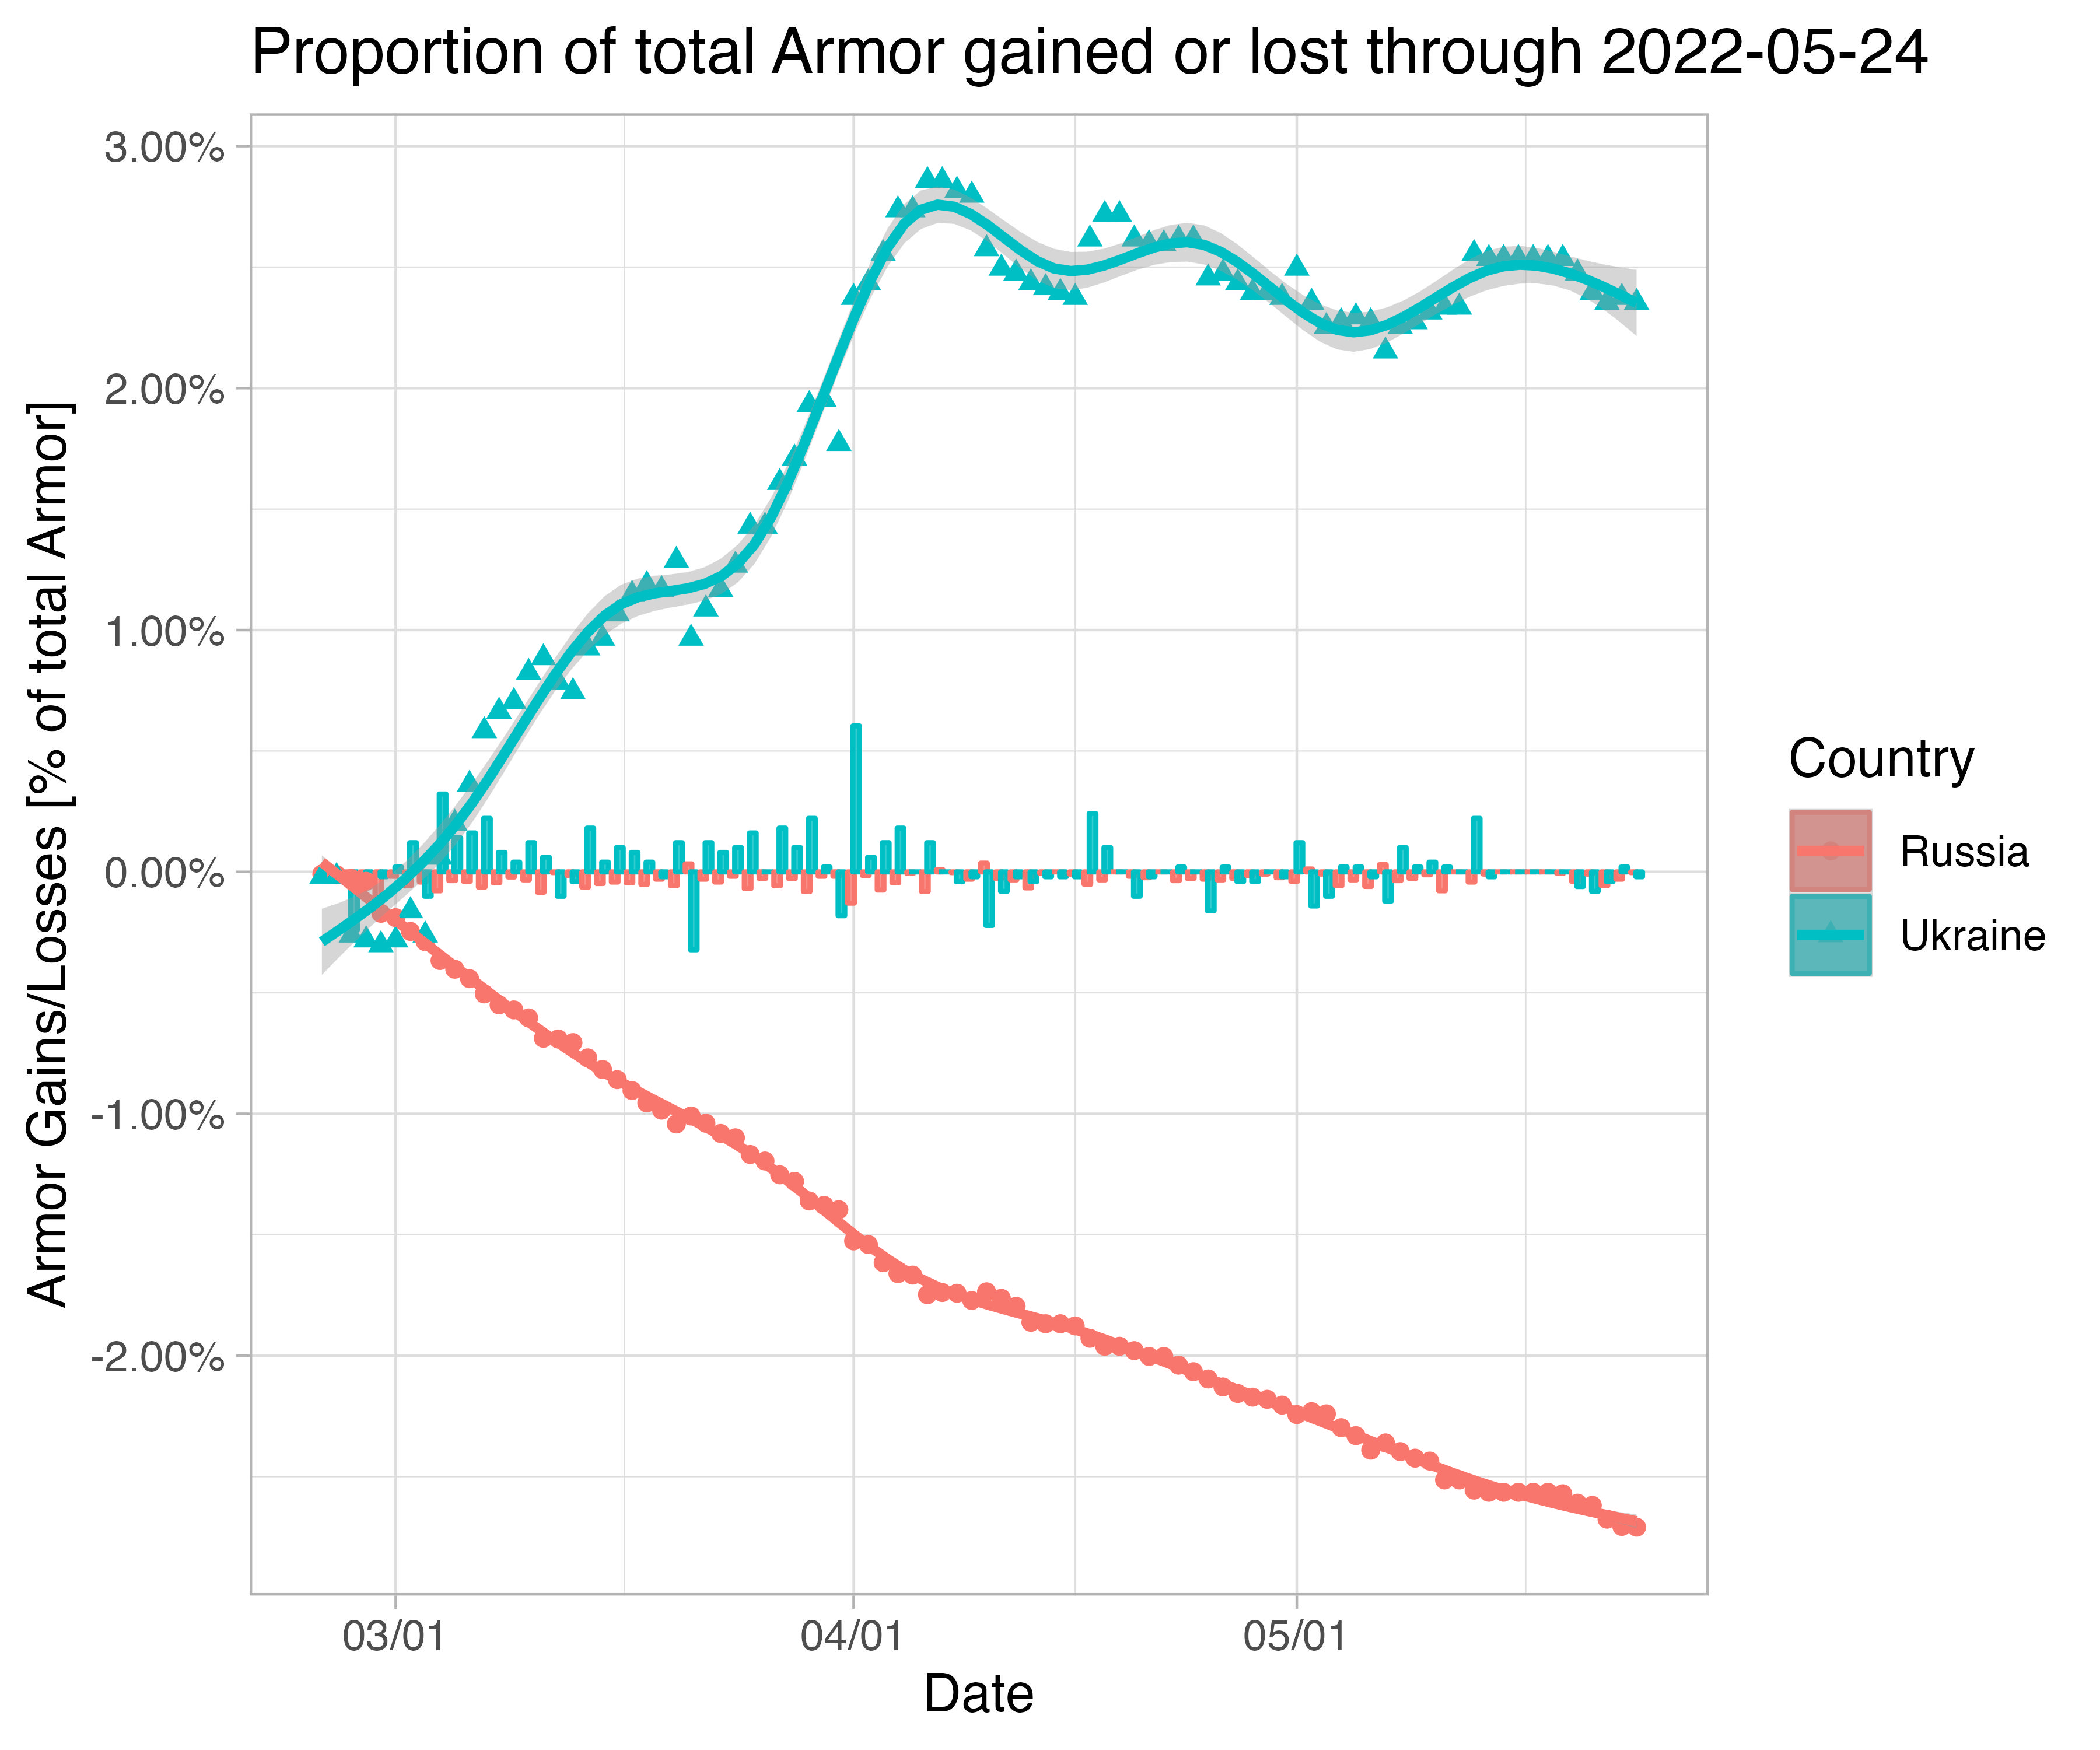 Proportion of total Armor gained or lost through 2022-05-24
Armor Gains/Losses [% of total Armor]
3.00%
2.00%
1.00%
0.00%
-1.00%
-2.00%
03/01
04/01
05/01
Date
Country
Russia
Ukraine